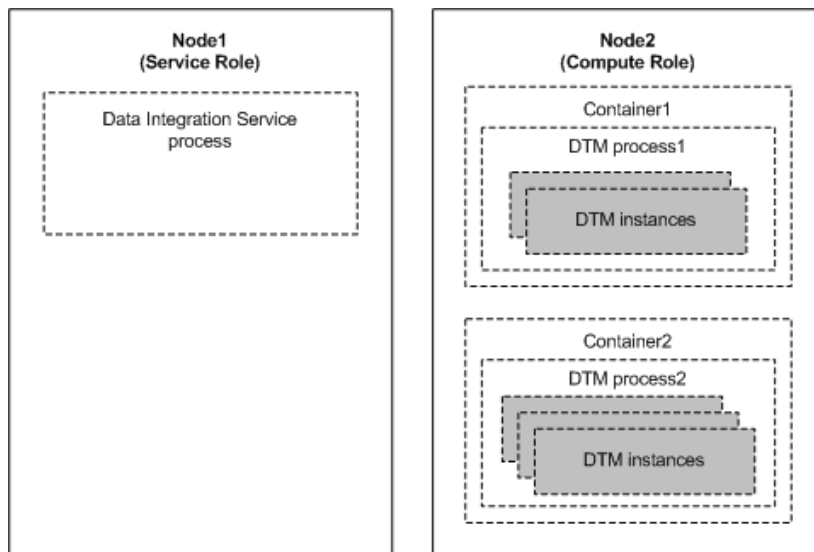 Node1
(Service Role)
Data Integration Service
process
Node2
(Compute Role)
Container1
DTM process1
DTM instances
Container2
DTM process2
DTM instances